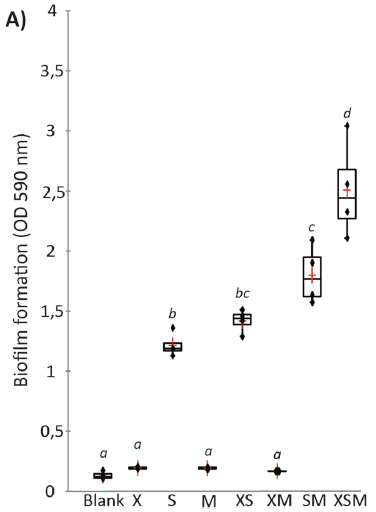 A)
Biofilm formation (OD 590 nm)
4
3,5
3
2,5
2
1,5
1
0,5
0
a
a
b
a
bc
a
c
d
Blank X S M XS XM SM XSM